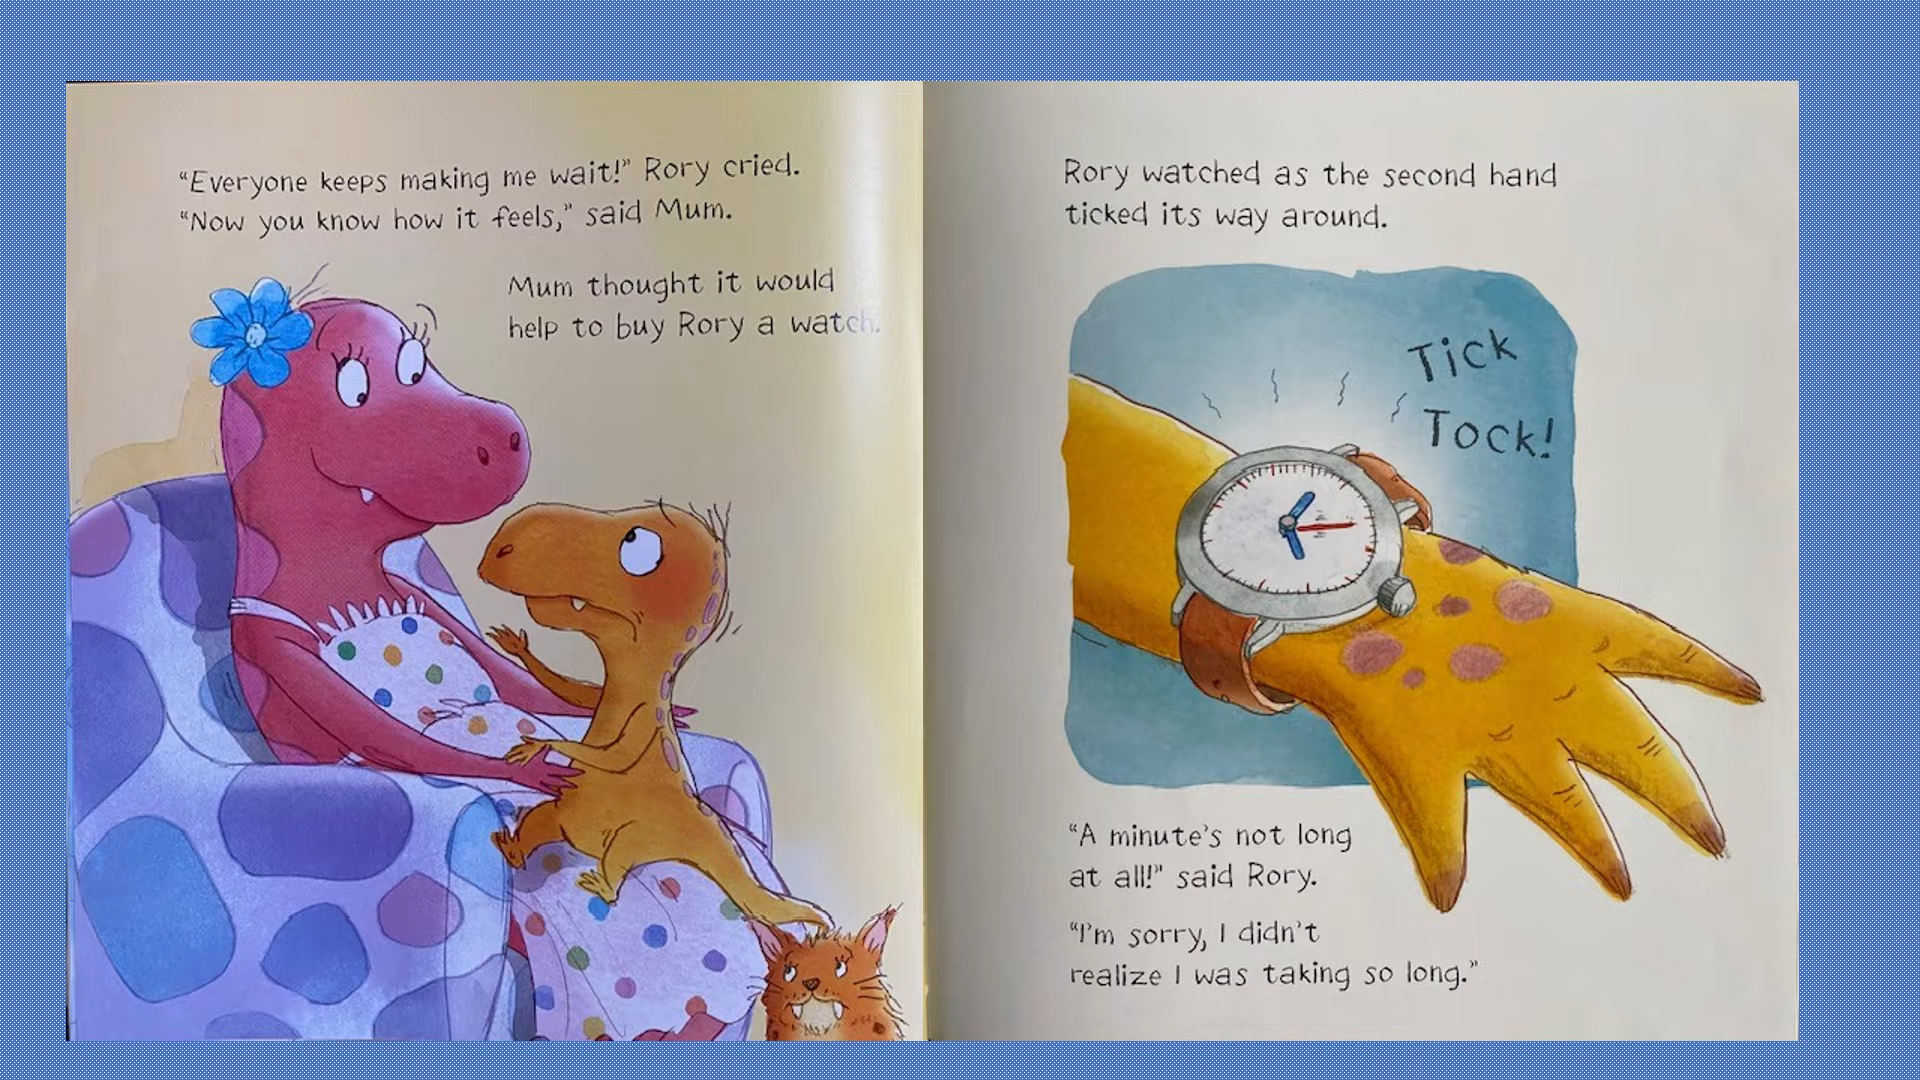 “Everyone keeps making me wait!” Rory cried.
“Now you know how it feels,” said Mum.
Mum thought it would
help to buy Rory a watch.
Rory watched as the second hand
ticked its way around.
Tick
Tock!
“A minute’s not long
at all!” said Rory.
“I’m sorry, I didn’t
realize I was taking so long.”